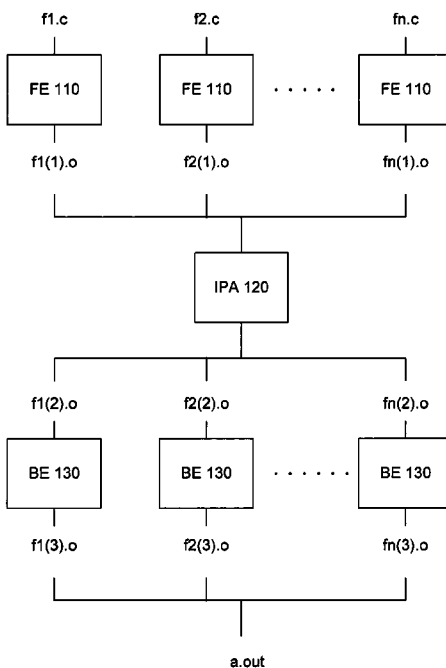 f1.c f2.c fn.c
FE 110 FE 110 . . . . . FE 110
f1(1).o f2(1).o fn(1).o
IPA 120
f1(2).o f2(2).o fn(2).o
BE 130 BE 130 . . . . . . BE 130
f1(3).o f2(3).o fn(3).o
a.out